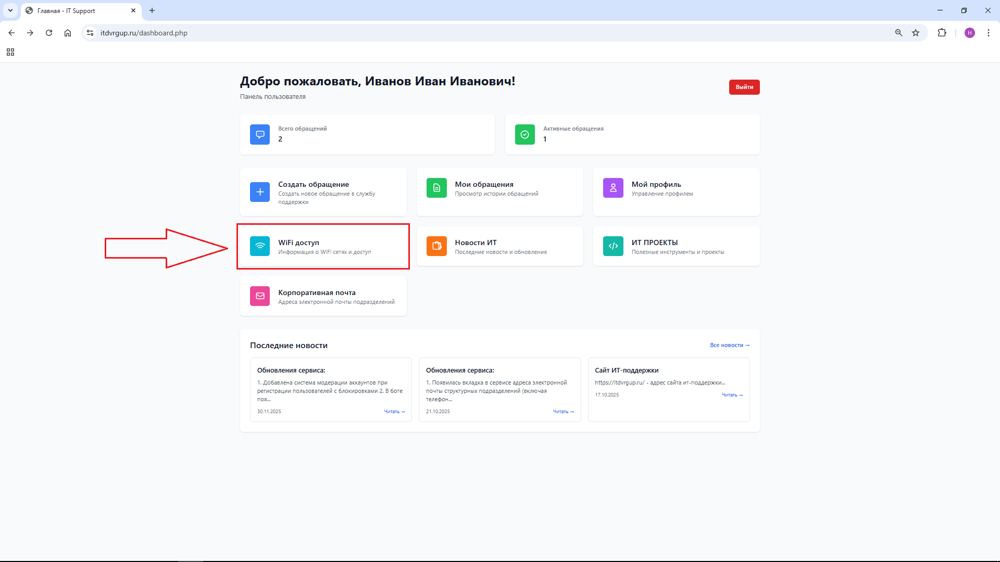 Главная - IT Support
itdvrgup.ru/dashboard.php
H
Добро пожаловать, Иванов Иван Иванович!
Панель пользователя
Выйти
Всего обращений
2
Активные обращения
1
Создать обращение
Создать новое обращение в службу
поддержки
Мои обращения
Просмотр истории обращений
Мой профиль
Управление профилем
WiFi доступ
Информация о WiFi сетях и доступ
Новости ИТ
Последние новости и обновления
ИТ ПРОЕКТЫ
Полезные инструменты и проекты
Корпоративная почта
Адреса электронной почты подразделений
Последние новости
Все новости →
Обновления сервиса:
1. Добавлена система модерации аккаунтов при
регистрации пользователей с блокировками 2. В боте
поя...
30.11.2025
Читать →
Обновления сервиса:
1. Появилась вкладка в сервисе адреса электронной
почты структурных подразделений (включая
телефон...
21.10.2025
Читать →
Сайт ИТ-поддержки
https://itdvrgup.ru/ - адрес сайта ит-поддержки...
17.10.2025
Читать →